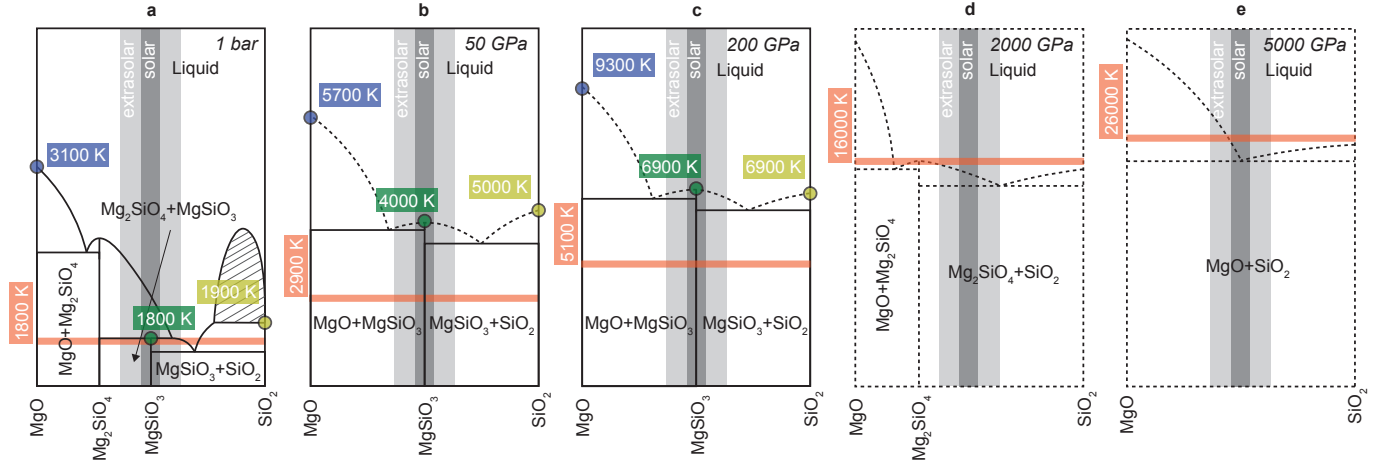 a
1 bar
extrasolar
solar
Liquid
3100 K
Mg2SiO4+MgSiO3
MgO+Mg2SiO4
1900 K
1800 K
1800 K
MgSiO3+SiO2
MgO
Mg2SiO4
MgSiO3
SiO2
b
50 GPa
extrasolar
solar
Liquid
5700 K
4000 K
5000 K
2900 K
MgO+MgSiO3
MgSiO3+SiO2
MgO
MgSiO3
SiO2
c
200 GPa
extrasolar
solar
Liquid
9300 K
6900 K
6900 K
5100 K
MgO+MgSiO3
MgSiO3+SiO2
MgO
MgSiO3
SiO2
d
2000 GPa
extrasolar
solar
Liquid
16000 K
MgO+Mg2SiO4
Mg2SiO4+SiO2
MgO
Mg2SiO4
SiO2
e
5000 GPa
extrasolar
solar
Liquid
26000 K
MgO+SiO2
MgO
SiO2